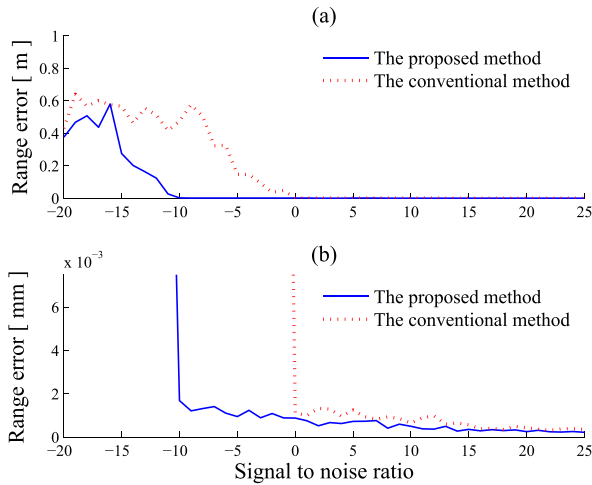 (a)
Range error [ m ]
1
0.8
0.6
0.4
0.2
0
The proposed method
The conventional method
−20 −15 −10 −5 0 5 10 15 20 25
(b)
Range error [ mm ]
x 10⁻³
6
4
2
0
The proposed method
The conventional method
−20 −15 −10 −5 0 5 10 15 20 25
Signal to noise ratio